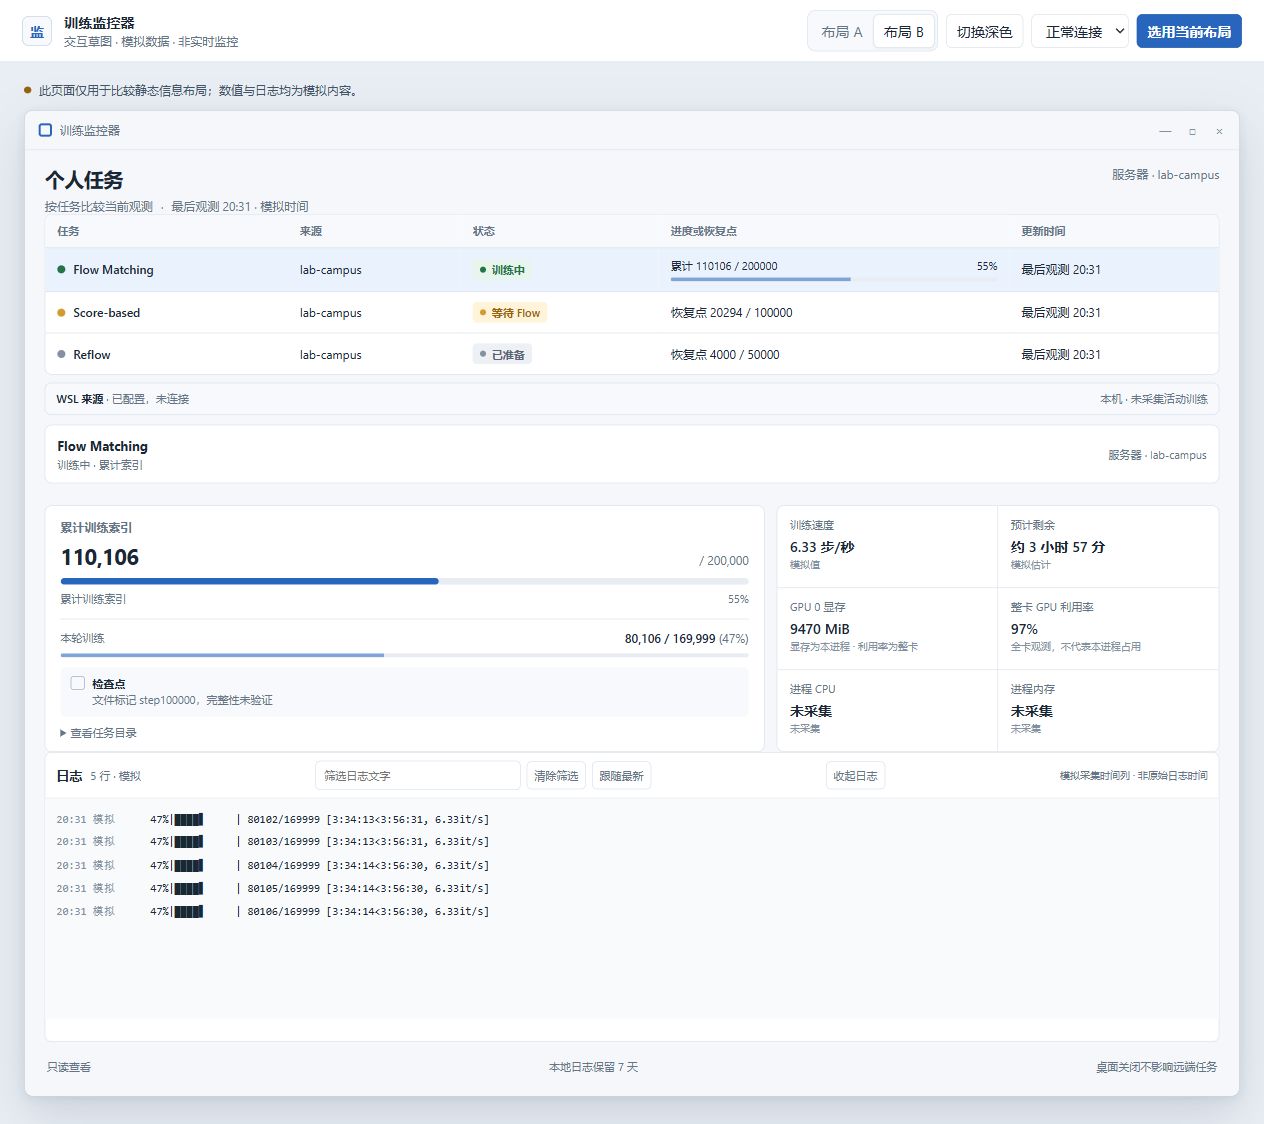 监
训练监控器
交互草图 · 模拟数据 · 非实时监控
布局 A
布局 B
切换深色
正常连接
选用当前布局
此页面仅用于比较静态信息布局；数值与日志均为模拟内容。
训练监控器
个人任务
服务器 · lab-campus
按任务比较当前观测 · 最后观测 20:31 · 模拟时间
任务 来源 状态 进度或恢复点 更新时间
Flow Matching lab-campus 训练中 累计 110106 / 200000 55% 最后观测 20:31
Score-based lab-campus 等待 Flow 恢复点 20294 / 100000 最后观测 20:31
Reflow lab-campus 已准备 恢复点 4000 / 50000 最后观测 20:31
WSL 来源 · 已配置，未连接 本机 · 未采集活动训练
Flow Matching
训练中 · 累计索引
服务器 · lab-campus
累计训练索引
110,106 / 200,000
累计训练索引 55%
本轮训练 80,106 / 169,999 (47%)
检查点
文件标记 step100000，完整性未验证
查看任务目录
训练速度
6.33 步/秒
模拟值
预计剩余
约 3 小时 57 分
模拟估计
GPU 0 显存
9470 MiB
显存为本进程 · 利用率为整卡
整卡 GPU 利用率
97%
全卡观测，不代表本进程占用
进程 CPU
未采集
未采集
进程内存
未采集
未采集
日志 5 行 · 模拟 筛选日志文字 清除筛选 跟随最新 收起日志 模拟采集时间列 · 非原始日志时间
20:31 模拟 47%|████▋ | 80102/169999 [3:34:13<3:56:31, 6.33it/s]
20:31 模拟 47%|████▋ | 80103/169999 [3:34:13<3:56:31, 6.33it/s]
20:31 模拟 47%|████▋ | 80104/169999 [3:34:14<3:56:30, 6.33it/s]
20:31 模拟 47%|████▋ | 80105/169999 [3:34:14<3:56:30, 6.33it/s]
20:31 模拟 47%|████▋ | 80106/169999 [3:34:14<3:56:30, 6.33it/s]
只读查看 本地日志保留 7 天 桌面关闭不影响远端任务